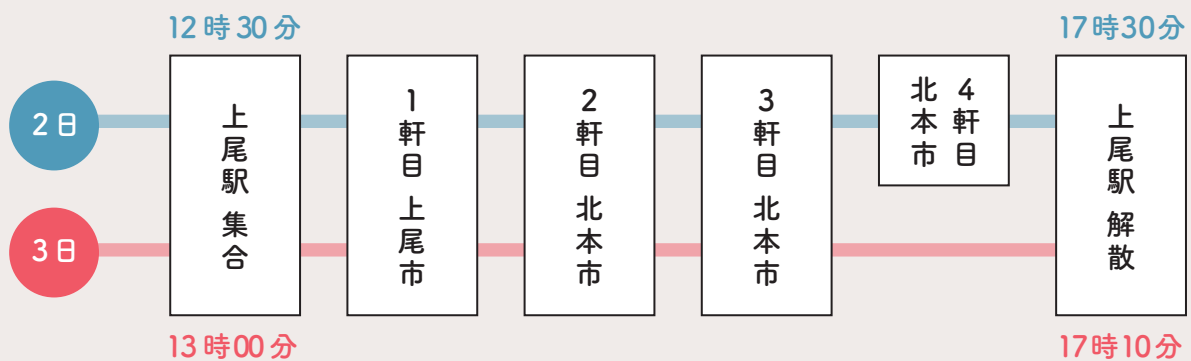 12時30分
17時30分
2日
上尾駅 集合
1軒目 上尾市
2軒目 北本市
3軒目 北本市
4軒目
北本市
上尾駅 解散
3日
13時00分
17時10分